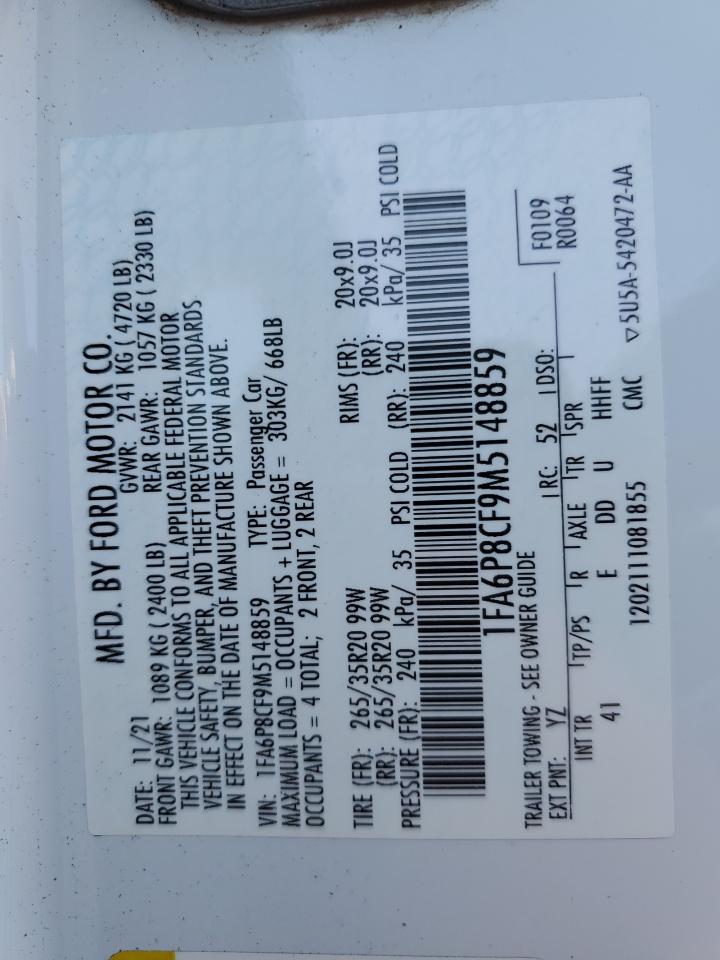 MFD. BY FORD MOTOR CO.
DATE: 11/21 GVWR: 2141 KG ( 4720 LB)
FRONT GAWR: 1089 KG ( 2400 LB) REAR GAWR: 1057 KG ( 2330 LB)
THIS VEHICLE CONFORMS TO ALL APPLICABLE FEDERAL MOTOR
VEHICLE SAFETY, BUMPER, AND THEFT PREVENTION STANDARDS
IN EFFECT ON THE DATE OF MANUFACTURE SHOWN ABOVE.
VIN: 1FA6P8CF9M5148859 TYPE: Passenger Car
MAXIMUM LOAD = OCCUPANTS + LUGGAGE = 303KG/ 668LB
OCCUPANTS = 4 TOTAL; 2 FRONT, 2 REAR
TIRE (FR): 265/35R20 99W RIMS (FR): 20x9.0J
(RR): 265/35R20 99W (RR): 20x9.0J
PRESSURE (FR): 240 kPa/ 35 PSI COLD (RR): 240 kPa/ 35 PSI COLD
1FA6P8CF9M5148859
TRAILER TOWING - SEE OWNER GUIDE F0109
EXT PNT: YZ RC: 52 DSO: R0064
INT TR TP/PS R AXLE TR SPR
41 E DD U HHFF
1202111081855 CMC ▽5U5A-5420472-AA